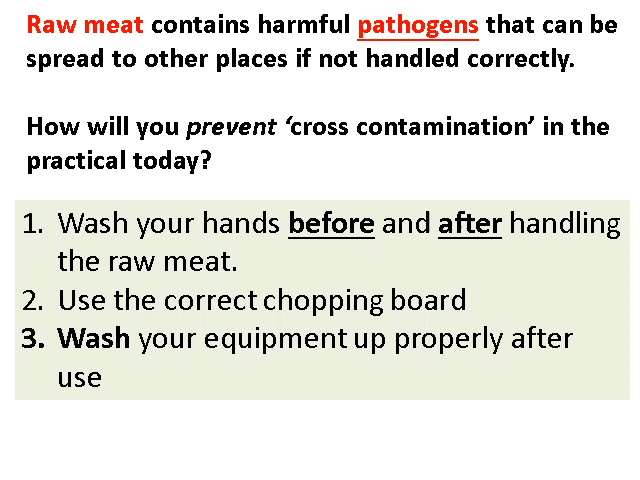 Raw meat contains harmful pathogens that can be
spread to other places if not handled correctly.
How will you prevent ‘cross contamination’ in the
practical today?
1. Wash your hands before and after handling
the raw meat.
2. Use the correct chopping board
3. Wash your equipment up properly after
use